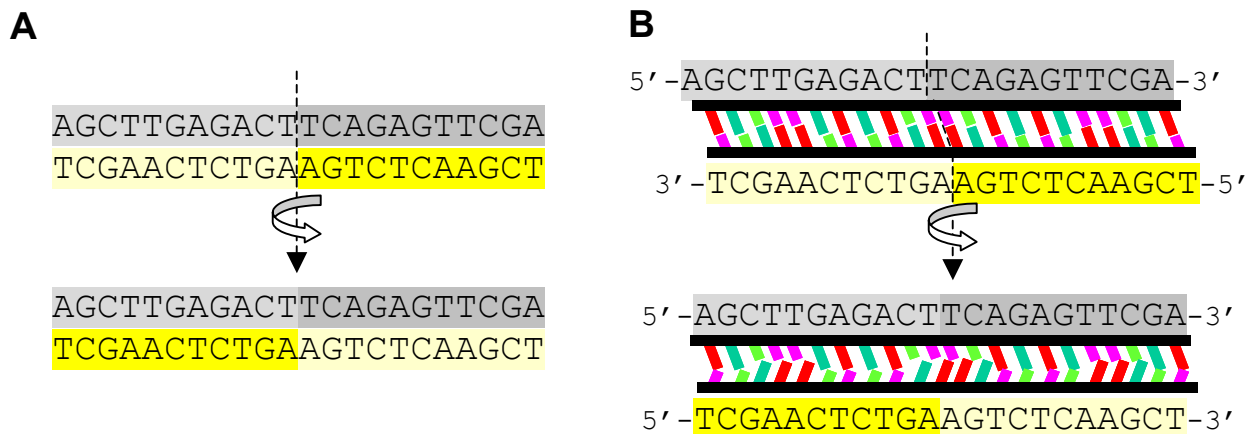 A
AGCTTGAGACTTCAGAGTTCGA
TCGAACTCTGAAGTCTCAAGCT
AGCTTGAGACTTCAGAGTTCGA
TCGAACTCTGAAGTCTCAAGCT
B
5’-AGCTTGAGACTTCAGAGTTCGA-3’
3’-TCGAACTCTGAAGTCTCAAGCT-5’
5’-AGCTTGAGACTTCAGAGTTCGA-3’
5’-TCGAACTCTGAAGTCTCAAGCT-3’